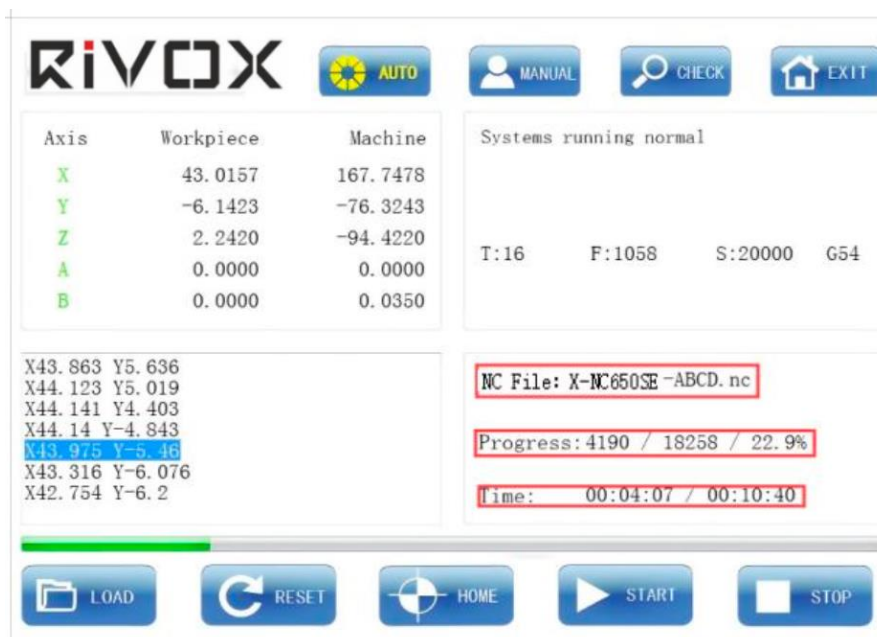 RiVOX
AUTO
MANUAL
CHECK
EXIT
Axis Workpiece Machine
X 43.0157 167.7478
Y -6.1423 -76.3243
Z 2.2420 -94.4220
A 0.0000 0.0000
B 0.0000 0.0350
Systems running normal
T:16 F:1058 S:20000 G54
X43.863 Y5.636
X44.123 Y5.019
X44.141 Y4.403
X44.14 Y-4.843
X43.975 Y-5.46
X43.316 Y-6.076
X42.754 Y-6.2
NC File: X-NC650SE-ABCD.nc
Progress:4190 / 18258 / 22.9%
Time: 00:04:07 / 00:10:40
LOAD
RESET
HOME
START
STOP